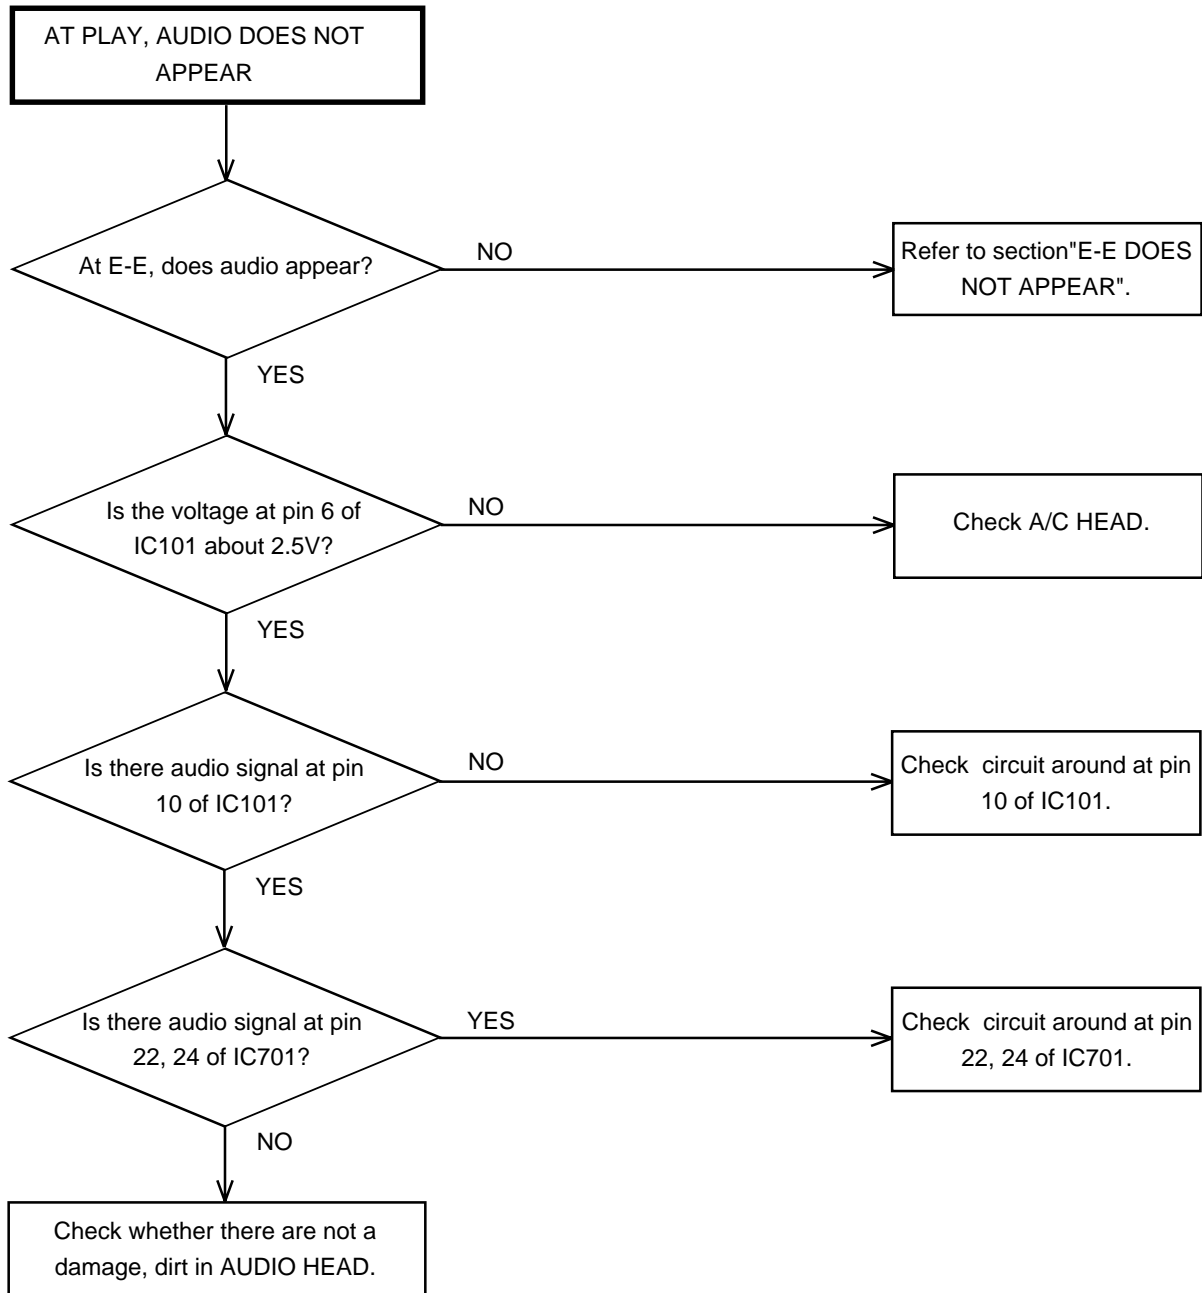 AT PLAY, AUDIO DOES NOT
APPEAR
At E-E, does audio appear?
NO
Refer to section"E-E DOES
NOT APPEAR".
YES
Is the voltage at pin 6 of
IC101 about 2.5V?
NO
Check A/C HEAD.
YES
Is there audio signal at pin
10 of IC101?
NO
Check circuit around at pin
10 of IC101.
YES
Is there audio signal at pin
22, 24 of IC701?
YES
Check circuit around at pin
22, 24 of IC701.
NO
Check whether there are not a
damage, dirt in AUDIO HEAD.